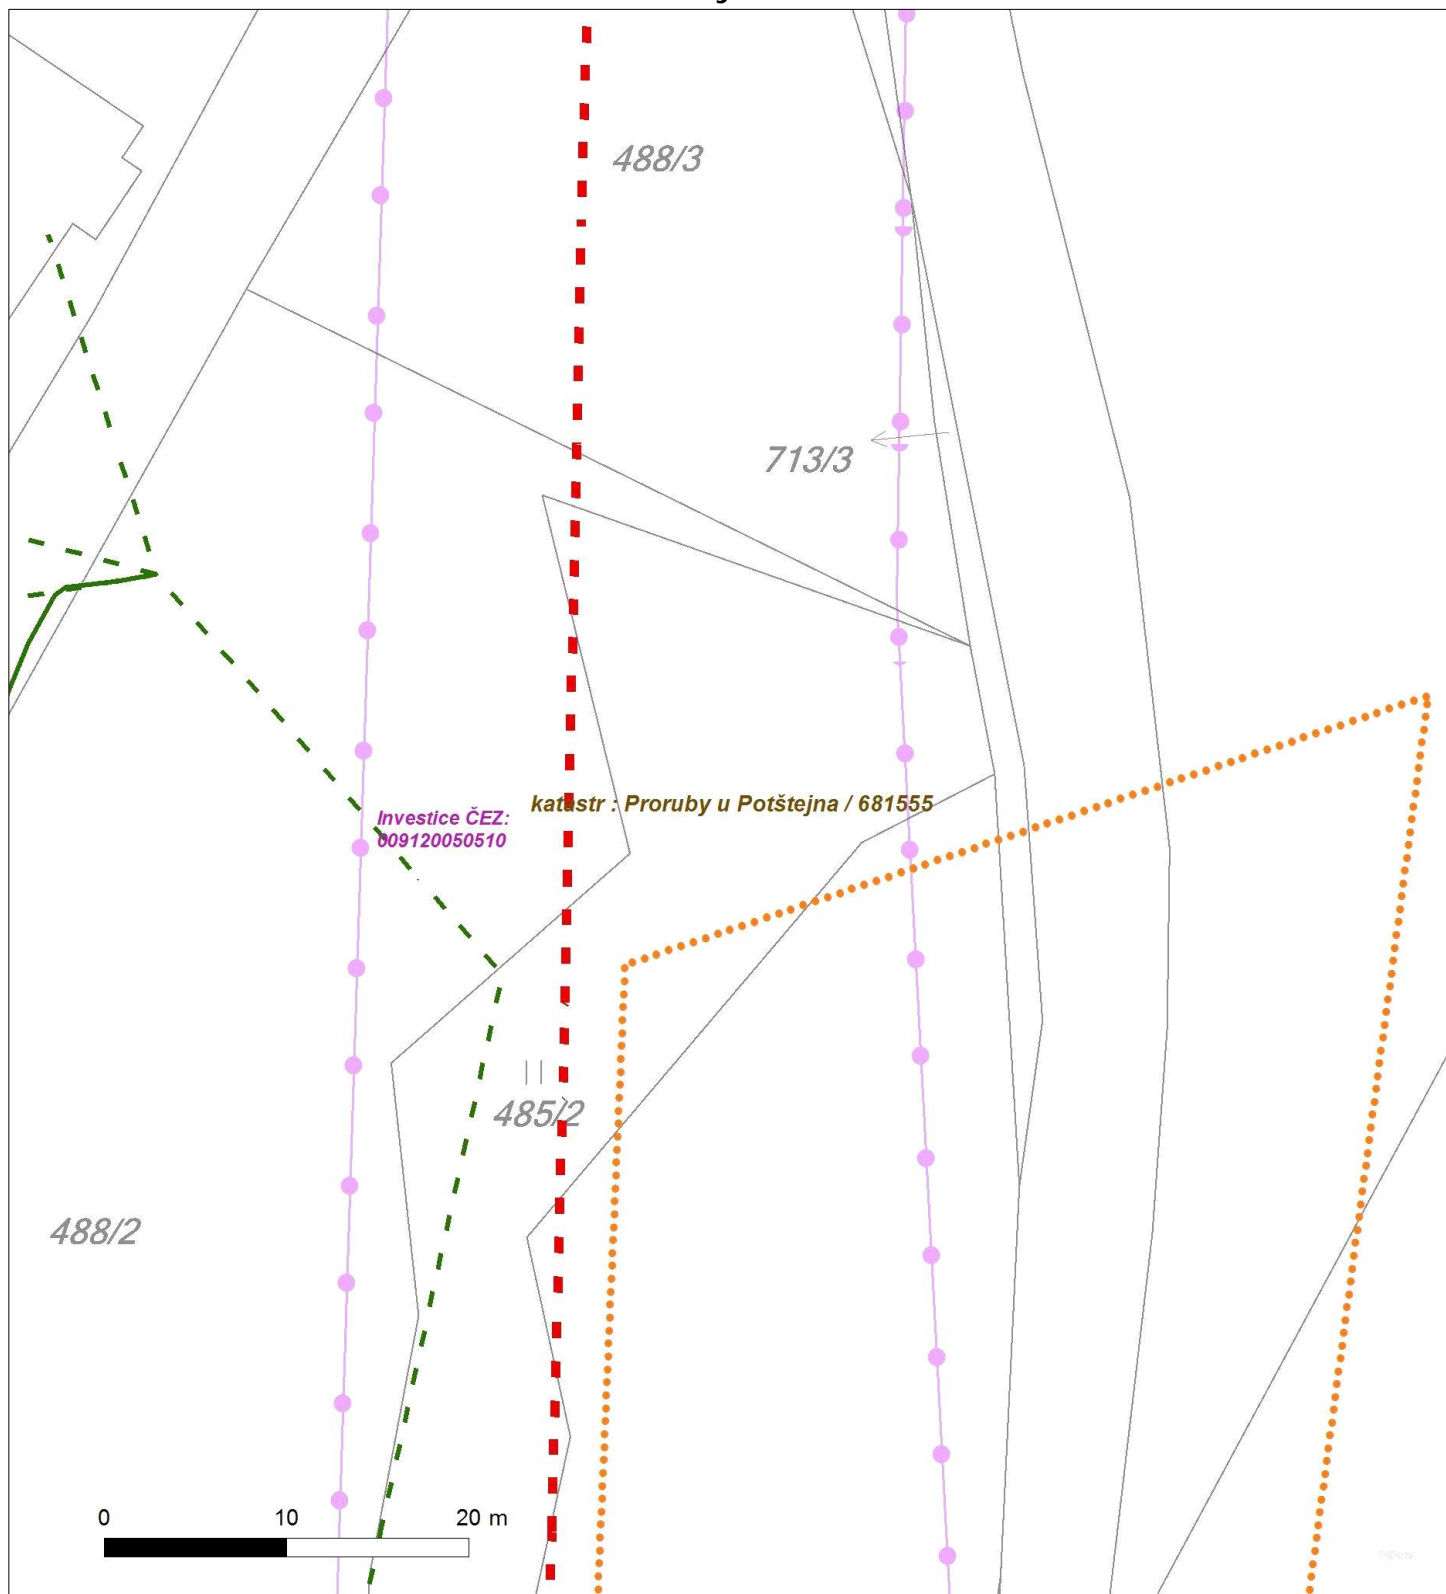 488/3
713/3
katastr : Proruby u Potštejna / 681555
Investice ČEZ:
009120050510
485/2
488/2
0 10 20 m